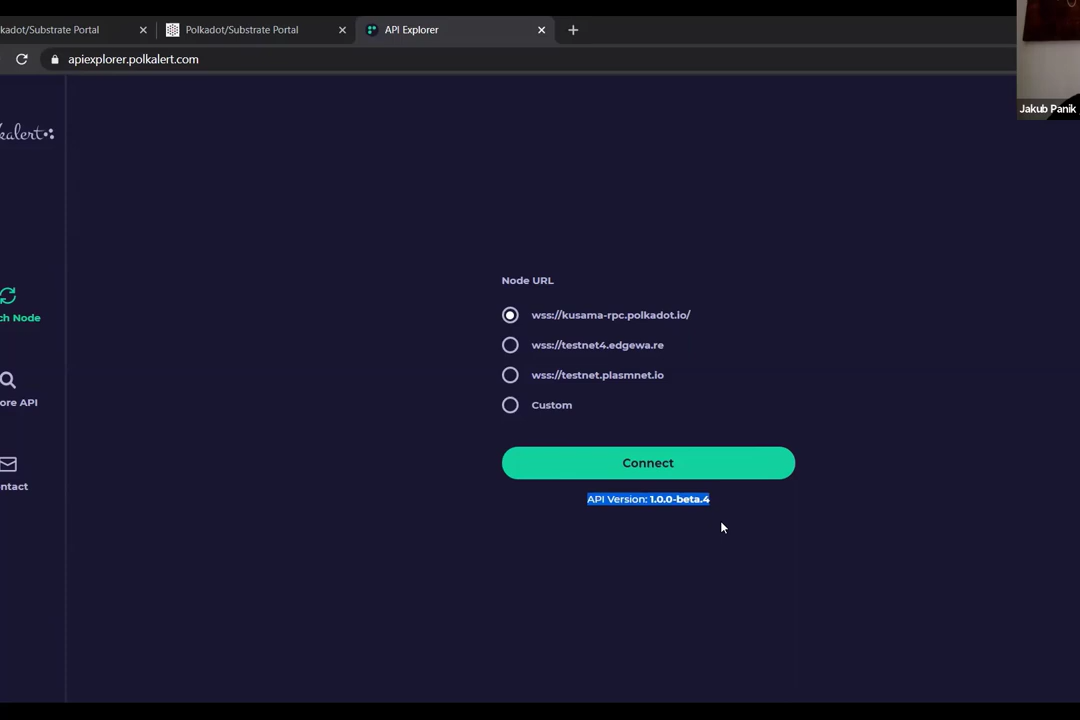 kadot/Substrate Portal
Polkadot/Substrate Portal
API Explorer
apiexplorer.polkalert.com
Jakub Panik
kalert
Node URL
wss://kusama-rpc.polkadot.io/
ch Node
wss://testnet4.edgewa.re
wss://testnet.plasmnet.io
ore API
Custom
Connect
ntact
API Version: 1.0.0-beta.4